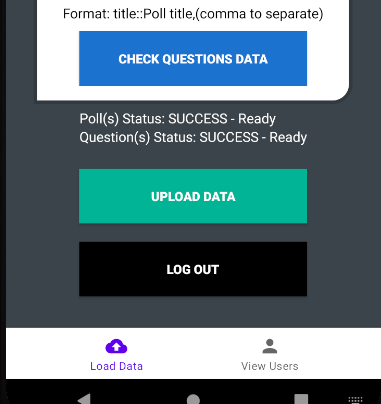 Format: title::Poll title,(comma to separate)
CHECK QUESTIONS DATA
Poll(s) Status: SUCCESS - Ready
Question(s) Status: SUCCESS - Ready
UPLOAD DATA
LOG OUT
Load Data
View Users